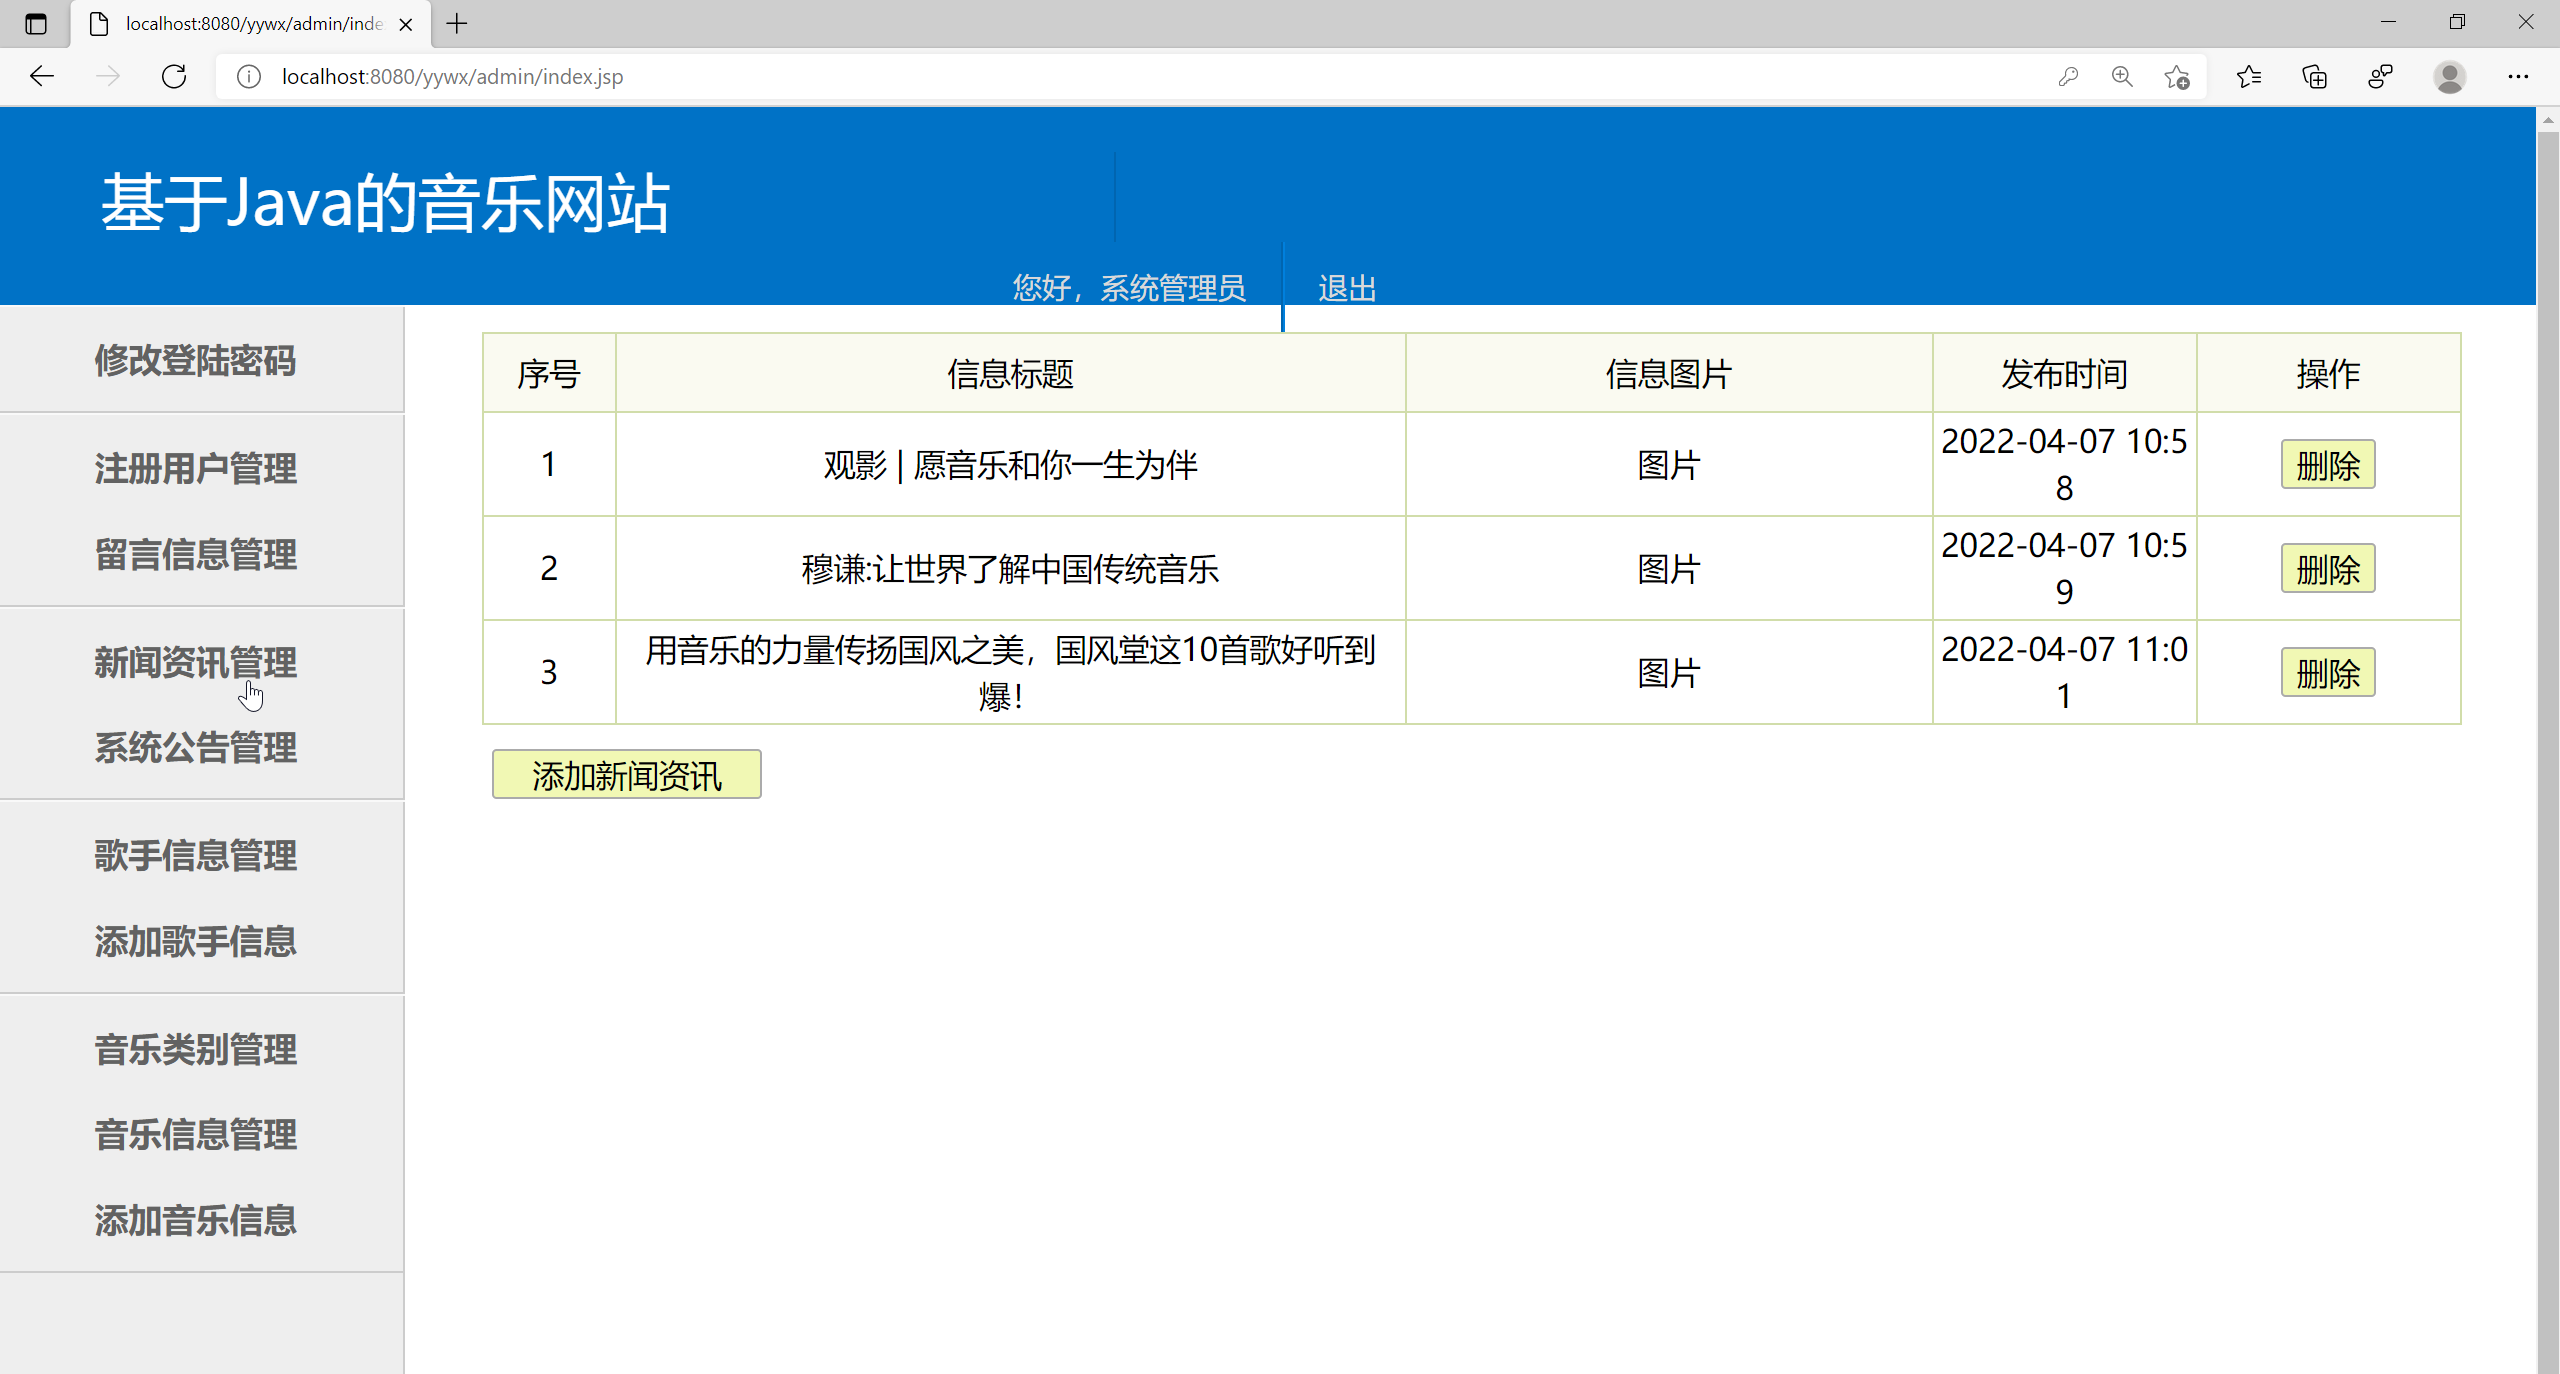 localhost:8080/yywx/admin/inde
localhost:8080/yywx/admin/index.jsp
基于Java的音乐网站
您好，系统管理员 退出
修改登陆密码
注册用户管理
留言信息管理
新闻资讯管理
系统公告管理
歌手信息管理
添加歌手信息
音乐类别管理
音乐信息管理
添加音乐信息
序号 信息标题 信息图片 发布时间 操作
1 观影 | 愿音乐和你一生为伴 图片 2022-04-07 10:5
8 删除
2 穆谦:让世界了解中国传统音乐 图片 2022-04-07 10:5
9 删除
3 用音乐的力量传扬国风之美，国风堂这10首歌好听到
爆！ 图片 2022-04-07 11:0
1 删除
添加新闻资讯